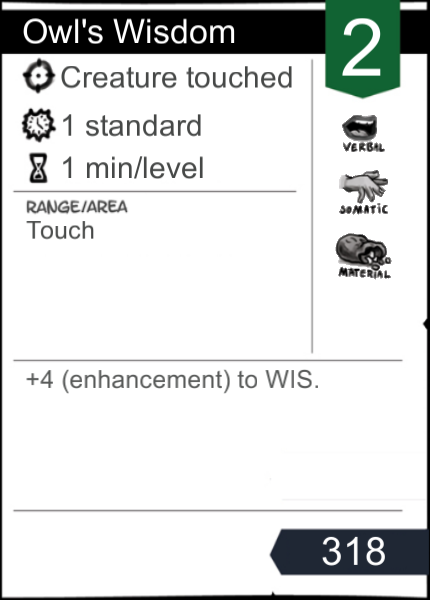 Owl's Wisdom
2
Creature touched
1 standard
1 min/level
RANGE/AREA
Touch
VERBAL
SOMATIC
MATERIAL
+4 (enhancement) to WIS.
318